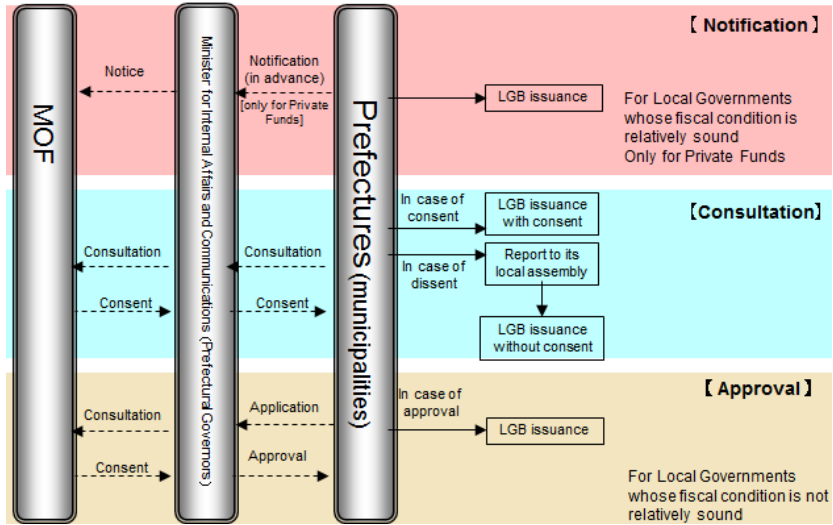 MOF
Minister for Internal Affairs and Communications (Prefectural Governors)
Prefectures (municipalities)
【 Notification】
Notice
Notification
(in advance)
[only for Private
Funds]
LGB issuance
For Local Governments
whose fiscal condition is
relatively sound
Only for Private Funds
【Consultation】
In case of
consent
LGB issuance
with consent
Consultation
Consultation
In case of
dissent
Report to its
local assembly
Consent
Consent
LGB issuance
without consent
【 Approval】
Consultation
Application
In case of
approval
LGB issuance
Consent
Approval
For Local Governments
whose fiscal condition is not
relatively sound